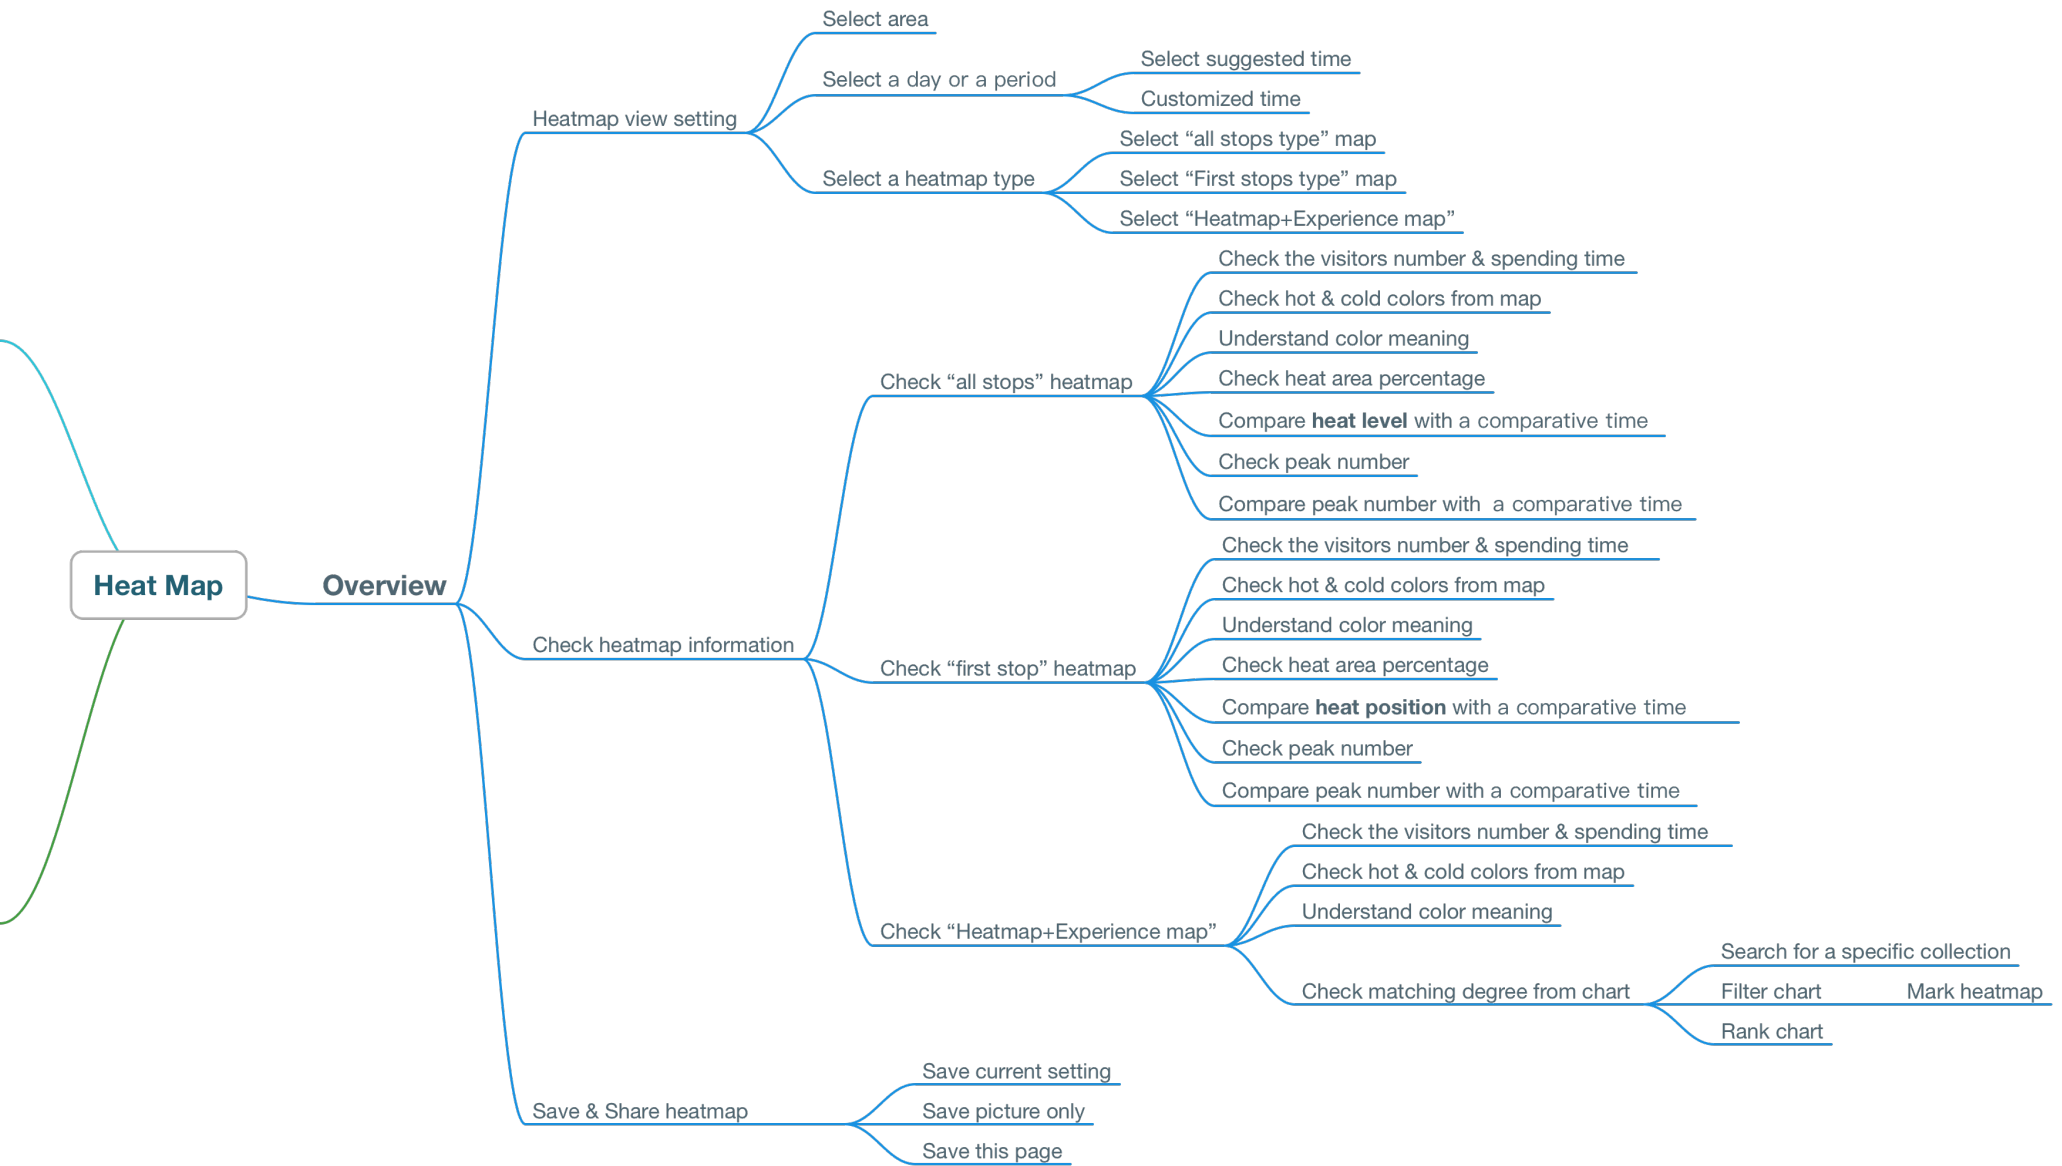 Heat Map
Overview
Heatmap view setting
Select area
Select a day or a period
Select suggested time
Customized time
Select a heatmap type
Select “all stops type” map
Select “First stops type” map
Select “Heatmap+Experience map”
Check heatmap information
Check “all stops” heatmap
Check the visitors number & spending time
Check hot & cold colors from map
Understand color meaning
Check heat area percentage
Compare heat level with a comparative time
Check peak number
Compare peak number with  a comparative time
Check “first stop” heatmap
Check the visitors number & spending time
Check hot & cold colors from map
Understand color meaning
Check heat area percentage
Compare heat position with a comparative time
Check peak number
Compare peak number with a comparative time
Check “Heatmap+Experience map”
Check the visitors number & spending time
Check hot & cold colors from map
Understand color meaning
Check matching degree from chart
Search for a specific collection
Filter chart
Mark heatmap
Rank chart
Save & Share heatmap
Save current setting
Save picture only
Save this page